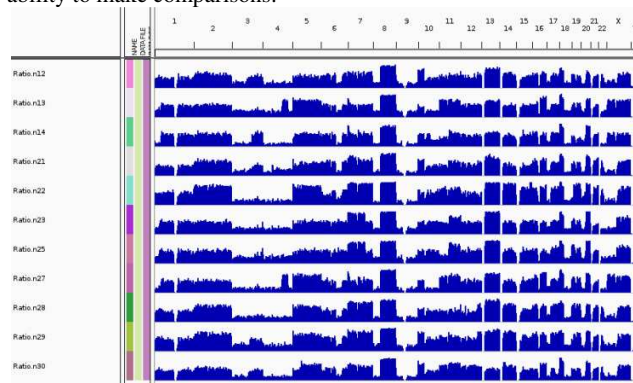 ability to make comparisons.
1 3 5 7 9 11 13 15 17 19 21 X
2 4 6 8 10 12 14 16 18 20 22
NAME
DATA FILE
Ratio.n12
Ratio.n13
Ratio.n14
Ratio.n21
Ratio.n22
Ratio.n23
Ratio.n25
Ratio.n27
Ratio.n28
Ratio.n29
Ratio.n30